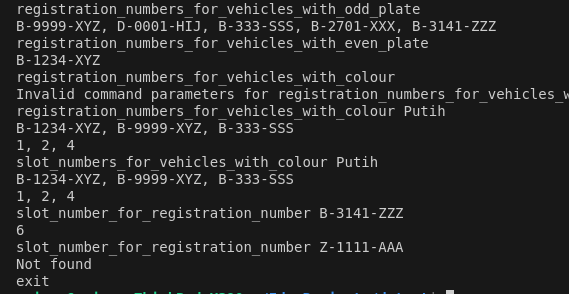 registration_numbers_for_vehicles_with_odd_plate
B-9999-XYZ, D-0001-HIJ, B-333-SSS, B-2701-XXX, B-3141-ZZZ
registration_numbers_for_vehicles_with_even_plate
B-1234-XYZ
registration_numbers_for_vehicles_with_colour
Invalid command parameters for registration_numbers_for_vehicles_w
registration_numbers_for_vehicles_with_colour Putih
B-1234-XYZ, B-9999-XYZ, B-333-SSS
1, 2, 4
slot_numbers_for_vehicles_with_colour Putih
B-1234-XYZ, B-9999-XYZ, B-333-SSS
1, 2, 4
slot_number_for_registration_number B-3141-ZZZ
6
slot_number_for_registration_number Z-1111-AAA
Not found
exit